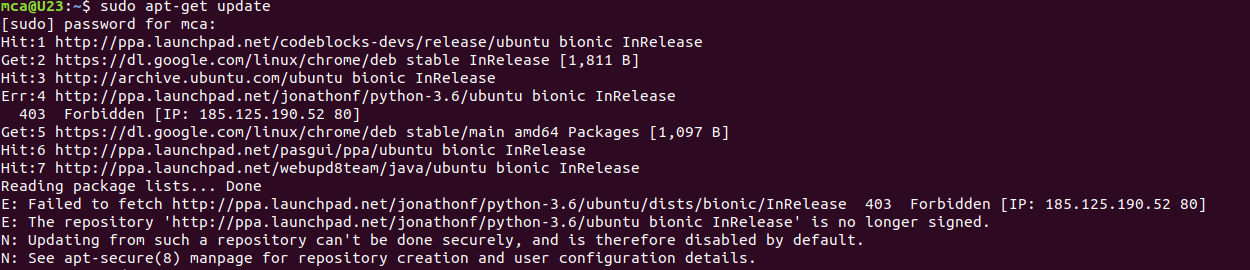 mca@U23:~$ sudo apt-get update
[sudo] password for mca:
Hit:1 http://ppa.launchpad.net/codeblocks-devs/release/ubuntu bionic InRelease
Get:2 https://dl.google.com/linux/chrome/deb stable InRelease [1,811 B]
Hit:3 http://archive.ubuntu.com/ubuntu bionic InRelease
Err:4 http://ppa.launchpad.net/jonathonf/python-3.6/ubuntu bionic InRelease
  403  Forbidden [IP: 185.125.190.52 80]
Get:5 https://dl.google.com/linux/chrome/deb stable/main amd64 Packages [1,097 B]
Hit:6 http://ppa.launchpad.net/pasgui/ppa/ubuntu bionic InRelease
Hit:7 http://ppa.launchpad.net/webupd8team/java/ubuntu bionic InRelease
Reading package lists... Done
E: Failed to fetch http://ppa.launchpad.net/jonathonf/python-3.6/ubuntu/dists/bionic/InRelease  403  Forbidden [IP: 185.125.190.52 80]
E: The repository 'http://ppa.launchpad.net/jonathonf/python-3.6/ubuntu bionic InRelease' is no longer signed.
N: Updating from such a repository can't be done securely, and is therefore disabled by default.
N: See apt-secure(8) manpage for repository creation and user configuration details.